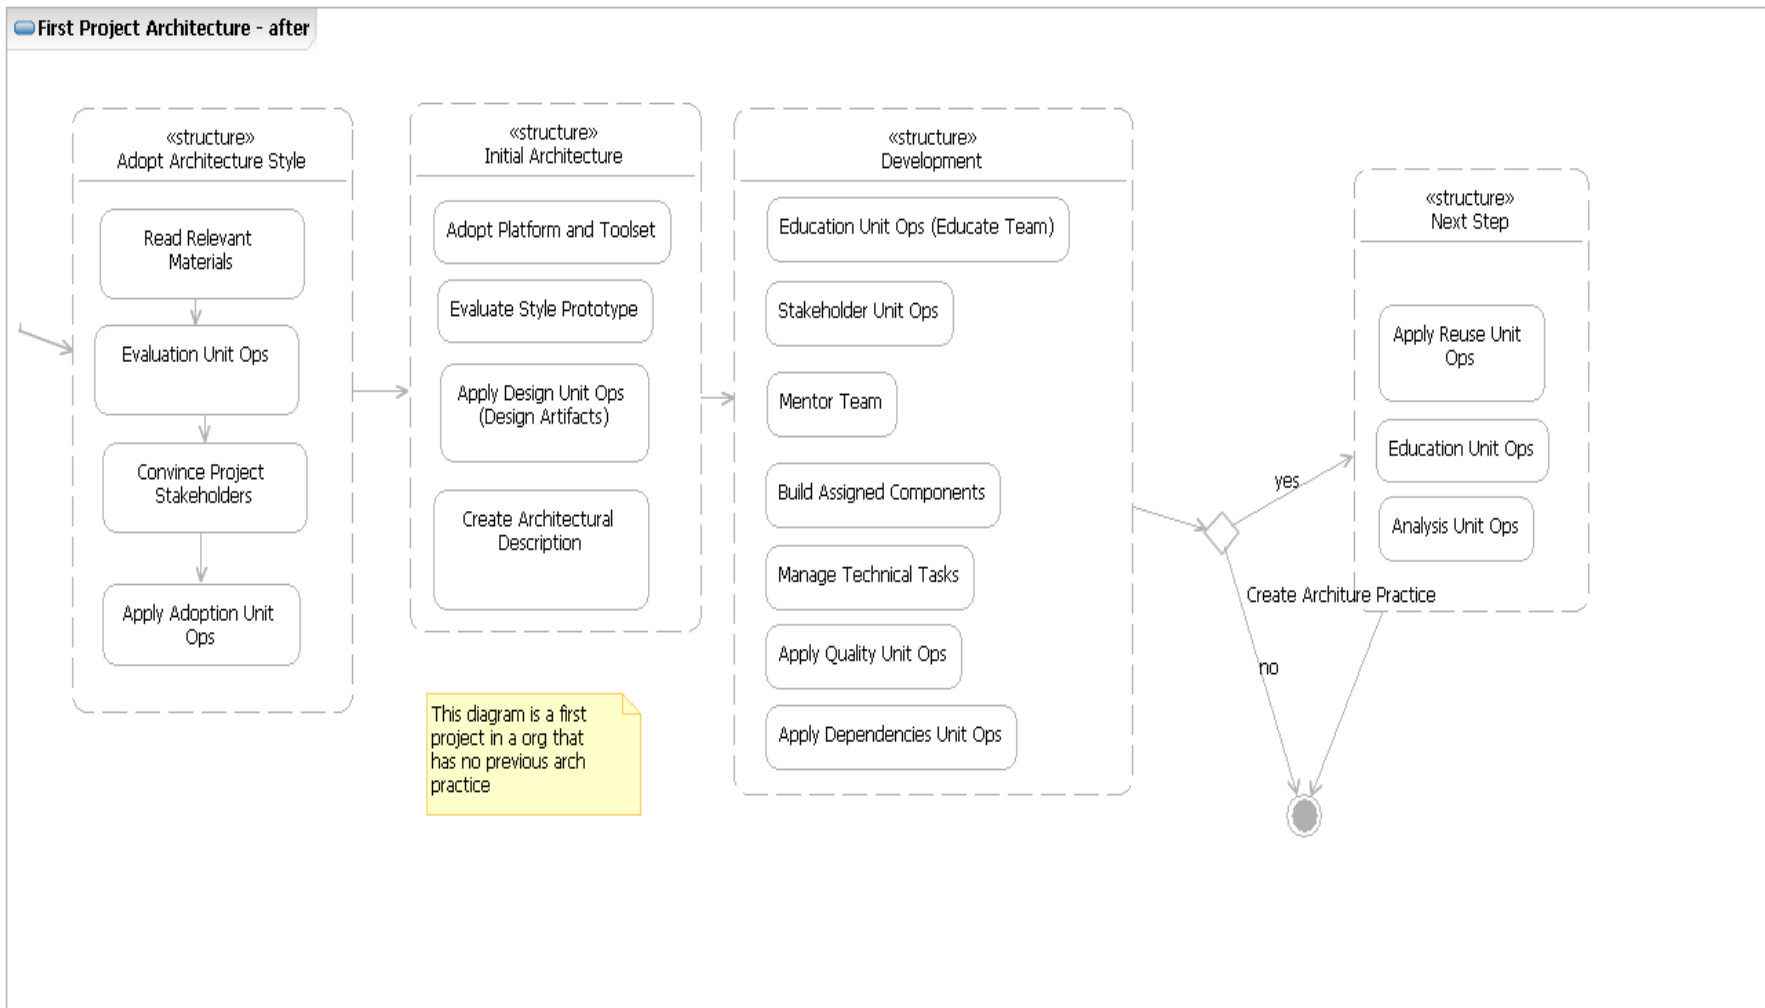 First Project Architecture - after
«structure»
Adopt Architecture Style
Read Relevant
Materials
Evaluation Unit Ops
Convince Project
Stakeholders
Apply Adoption Unit
Ops
«structure»
Initial Architecture
Adopt Platform and Toolset
Evaluate Style Prototype
Apply Design Unit Ops
(Design Artifacts)
Create Architectural
Description
This diagram is a first
project in a org that
has no previous arch
practice
«structure»
Development
Education Unit Ops (Educate Team)
Stakeholder Unit Ops
Mentor Team
Build Assigned Components
Manage Technical Tasks
Apply Quality Unit Ops
Apply Dependencies Unit Ops
yes
Create Architure Practice
no
«structure»
Next Step
Apply Reuse Unit
Ops
Education Unit Ops
Analysis Unit Ops